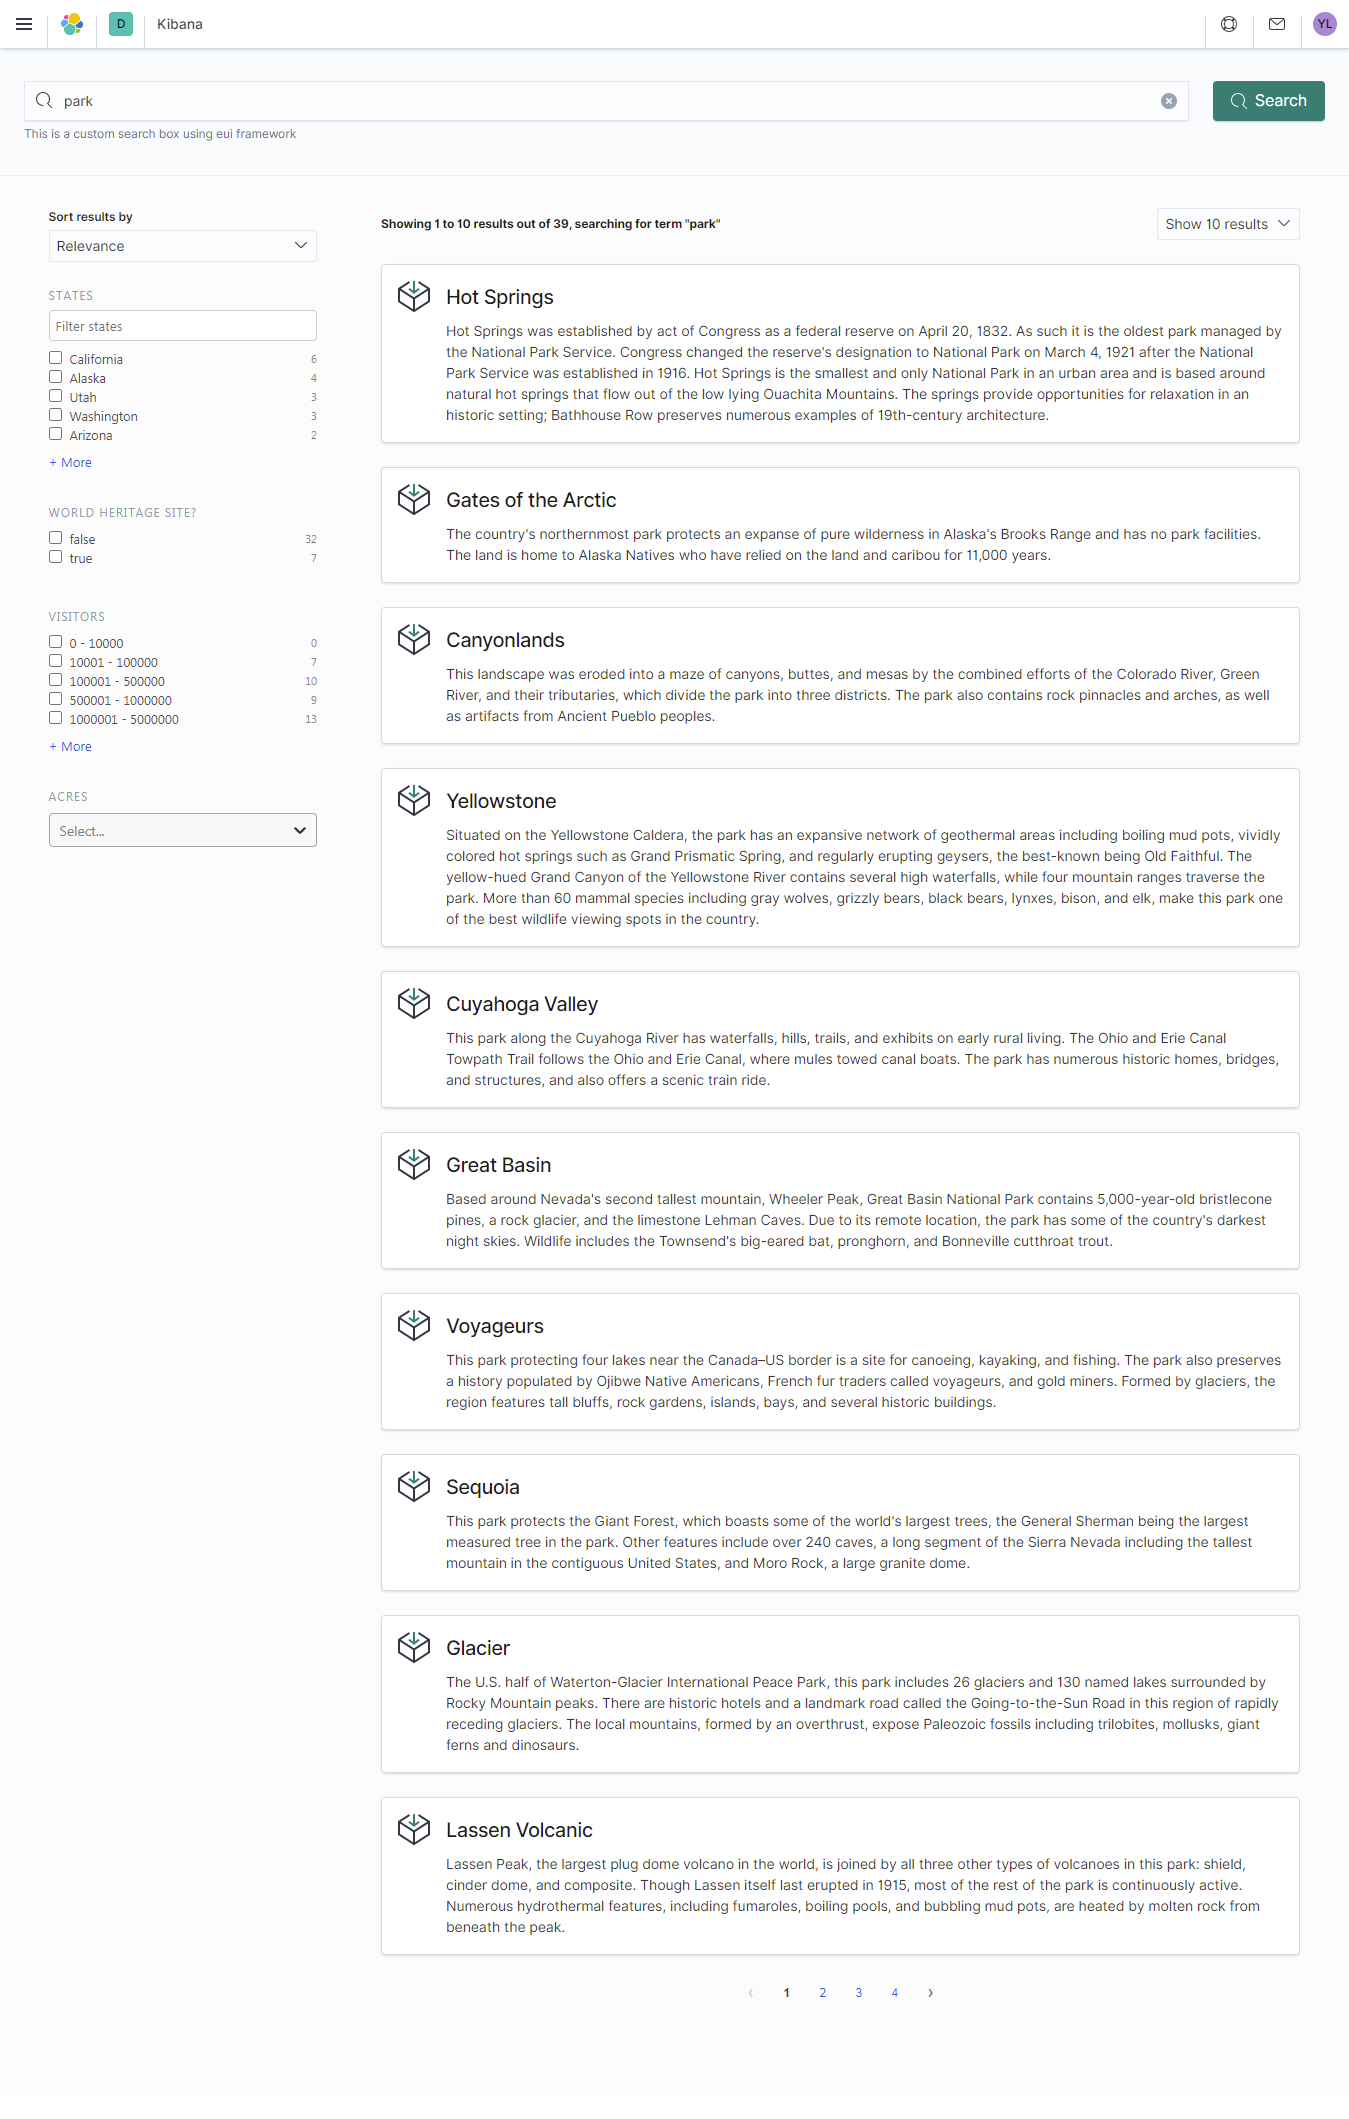 D
Kibana
YL
park
Search
This is a custom search box using eui framework
Sort results by
Relevance
STATES
Filter states
California 6
Alaska 4
Utah 3
Washington 3
Arizona 2
+ More
WORLD HERITAGE SITE?
false 32
true 7
VISITORS
0 - 10000 0
10001 - 100000 7
100001 - 500000 10
500001 - 1000000 9
1000001 - 5000000 13
+ More
ACRES
Select...
Showing 1 to 10 results out of 39, searching for term "park"
Show 10 results
Hot Springs
Hot Springs was established by act of Congress as a federal reserve on April 20, 1832. As such it is the oldest park managed by
the National Park Service. Congress changed the reserve's designation to National Park on March 4, 1921 after the National
Park Service was established in 1916. Hot Springs is the smallest and only National Park in an urban area and is based around
natural hot springs that flow out of the low lying Ouachita Mountains. The springs provide opportunities for relaxation in an
historic setting; Bathhouse Row preserves numerous examples of 19th-century architecture.
Gates of the Arctic
The country's northernmost park protects an expanse of pure wilderness in Alaska's Brooks Range and has no park facilities.
The land is home to Alaska Natives who have relied on the land and caribou for 11,000 years.
Canyonlands
This landscape was eroded into a maze of canyons, buttes, and mesas by the combined efforts of the Colorado River, Green
River, and their tributaries, which divide the park into three districts. The park also contains rock pinnacles and arches, as well
as artifacts from Ancient Pueblo peoples.
Yellowstone
Situated on the Yellowstone Caldera, the park has an expansive network of geothermal areas including boiling mud pots, vividly
colored hot springs such as Grand Prismatic Spring, and regularly erupting geysers, the best-known being Old Faithful. The
yellow-hued Grand Canyon of the Yellowstone River contains several high waterfalls, while four mountain ranges traverse the
park. More than 60 mammal species including gray wolves, grizzly bears, black bears, lynxes, bison, and elk, make this park one
of the best wildlife viewing spots in the country.
Cuyahoga Valley
This park along the Cuyahoga River has waterfalls, hills, trails, and exhibits on early rural living. The Ohio and Erie Canal
Towpath Trail follows the Ohio and Erie Canal, where mules towed canal boats. The park has numerous historic homes, bridges,
and structures, and also offers a scenic train ride.
Great Basin
Based around Nevada's second tallest mountain, Wheeler Peak, Great Basin National Park contains 5,000-year-old bristlecone
pines, a rock glacier, and the limestone Lehman Caves. Due to its remote location, the park has some of the country's darkest
night skies. Wildlife includes the Townsend's big-eared bat, pronghorn, and Bonneville cutthroat trout.
Voyageurs
This park protecting four lakes near the Canada–US border is a site for canoeing, kayaking, and fishing. The park also preserves
a history populated by Ojibwe Native Americans, French fur traders called voyageurs, and gold miners. Formed by glaciers, the
region features tall bluffs, rock gardens, islands, bays, and several historic buildings.
Sequoia
This park protects the Giant Forest, which boasts some of the world's largest trees, the General Sherman being the largest
measured tree in the park. Other features include over 240 caves, a long segment of the Sierra Nevada including the tallest
mountain in the contiguous United States, and Moro Rock, a large granite dome.
Glacier
The U.S. half of Waterton-Glacier International Peace Park, this park includes 26 glaciers and 130 named lakes surrounded by
Rocky Mountain peaks. There are historic hotels and a landmark road called the Going-to-the-Sun Road in this region of rapidly
receding glaciers. The local mountains, formed by an overthrust, expose Paleozoic fossils including trilobites, mollusks, giant
ferns and dinosaurs.
Lassen Volcanic
Lassen Peak, the largest plug dome volcano in the world, is joined by all three other types of volcanoes in this park: shield,
cinder dome, and composite. Though Lassen itself last erupted in 1915, most of the rest of the park is continuously active.
Numerous hydrothermal features, including fumaroles, boiling pools, and bubbling mud pots, are heated by molten rock from
beneath the peak.
‹ 1 2 3 4 ›